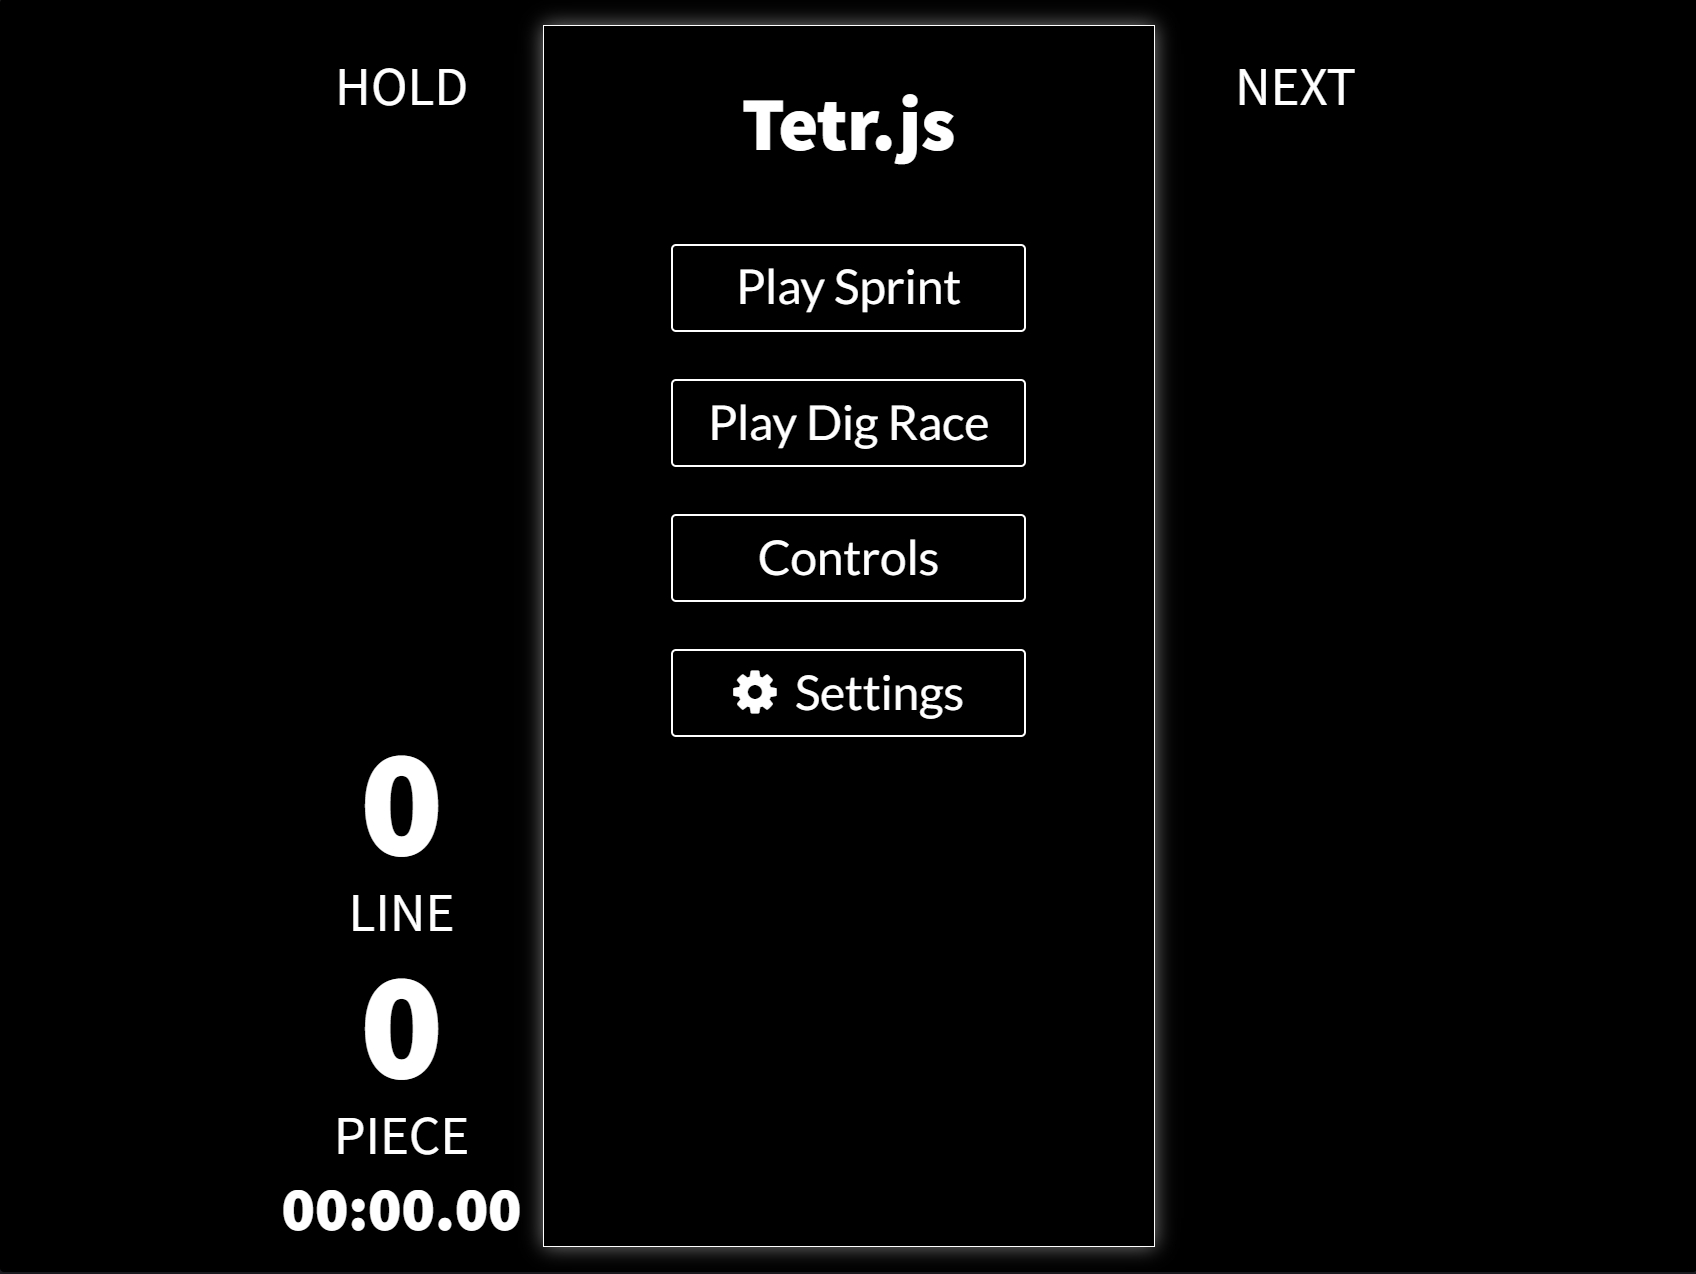 HOLD
Tetr.js
NEXT
Play Sprint
Play Dig Race
Controls
Settings
0
LINE
0
PIECE
00:00.00